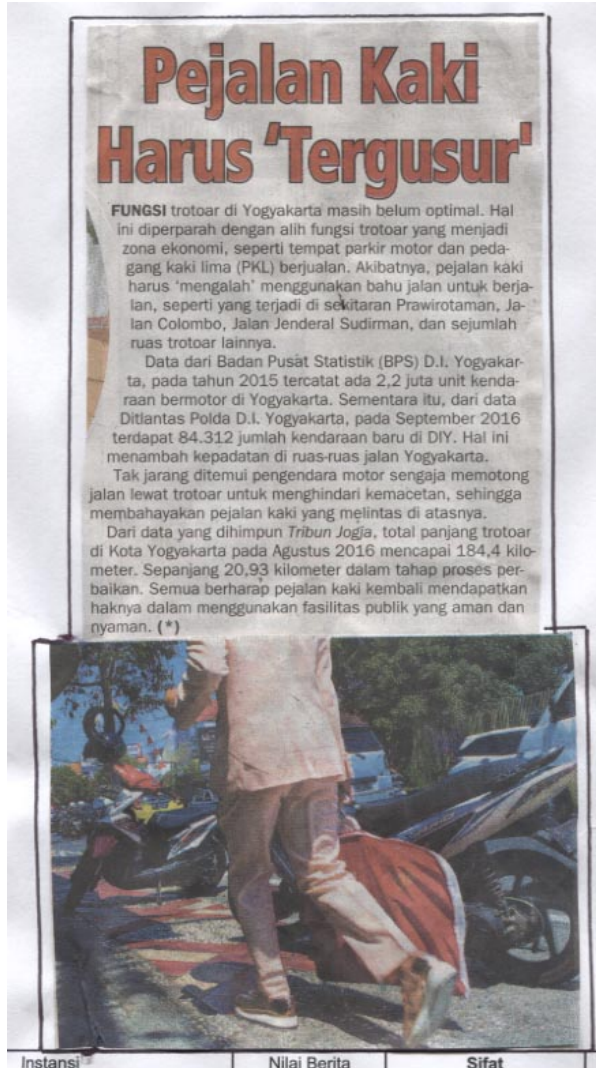 Pejalan Kaki
Harus 'Tergusur'
FUNGSI trotoar di Yogyakarta masih belum optimal. Hal
ini diperparah dengan alih fungsi trotoar yang menjadi
zona ekonomi, seperti tempat parkir motor dan peda-
gang kaki lima (PKL) berjualan. Akibatnya, pejalan kaki
harus 'mengalah' menggunakan bahu jalan untuk berja-
lan, seperti yang terjadi di sekitaran Prawirotaman, Ja-
lan Colombo, Jalan Jenderal Sudirman, dan sejumlah
ruas trotoar lainnya.
Data dari Badan Pusat Statistik (BPS) D.I. Yogyakar-
ta, pada tahun 2015 tercatat ada 2,2 juta unit kenda-
raan bermotor di Yogyakarta. Sementara itu, dari data
Ditlantas Polda D.I. Yogyakarta, pada September 2016
terdapat 84.312 jumlah kendaraan baru di DIY. Hal ini
menambah kepadatan di ruas-ruas jalan Yogyakarta.
Tak jarang ditemui pengendara motor sengaja memotong
jalan lewat trotoar untuk menghindari kemacetan, sehingga
membahayakan pejalan kaki yang melintas di atasnya.
Dari data yang dihimpun Tribun Jogja, total panjang trotoar
di Kota Yogyakarta pada Agustus 2016 mencapai 184,4 kilo-
meter. Sepanjang 20,93 kilometer dalam tahap proses per-
baikan. Semua berharap pejalan kaki kembali mendapatkan
haknya dalam menggunakan fasilitas publik yang aman dan
nyaman. (*)
Instansi Nilai Berita Sifat